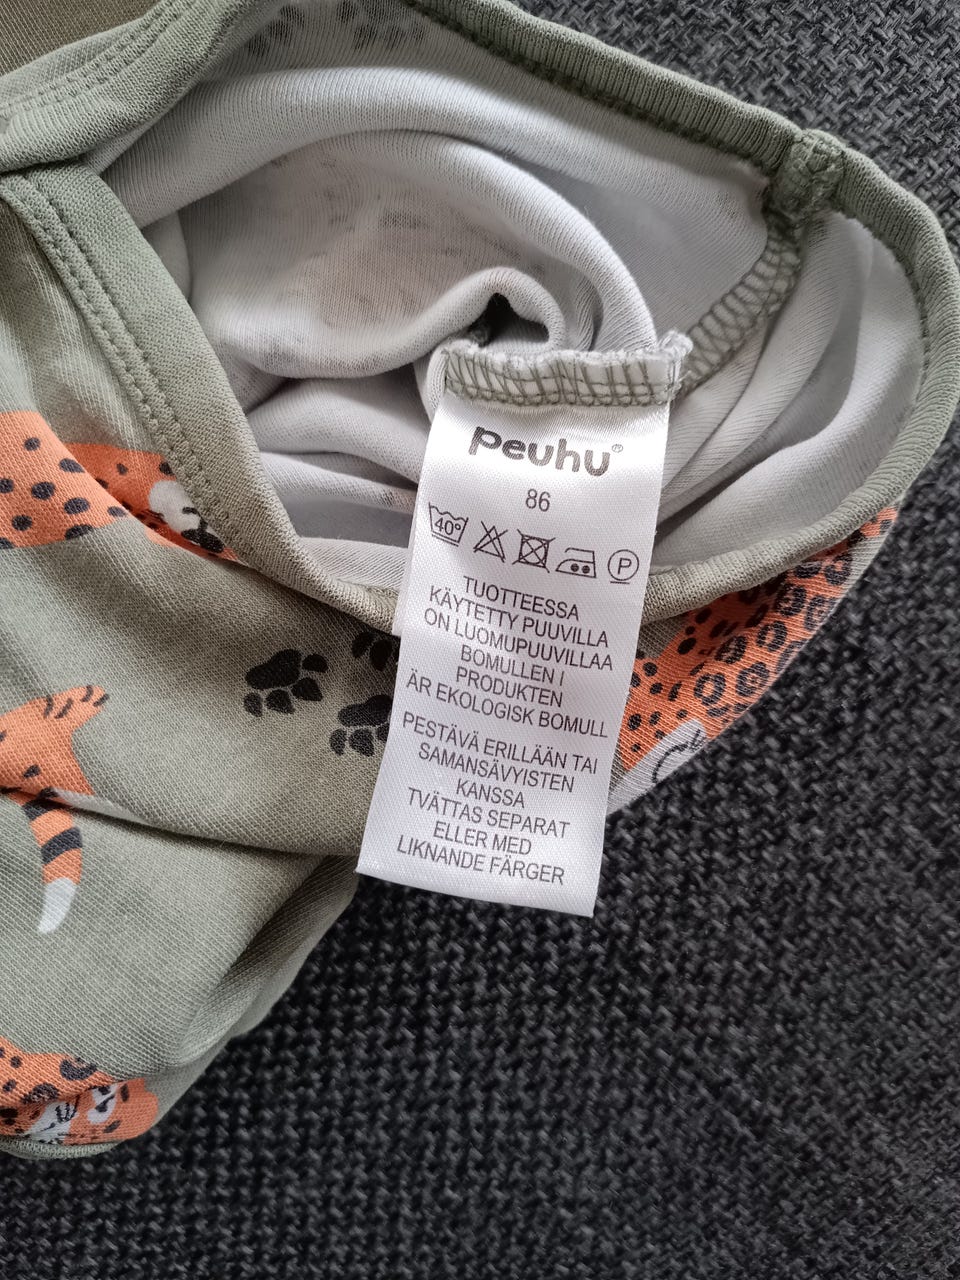 Peuhu®
86
40° P
TUOTTEESSA
KÄYTETTY PUUVILLA
ON LUOMUPUUVILLAA
BOMULLEN I
PRODUKTEN
ÄR EKOLOGISK BOMULL
PESTÄVÄ ERILLÄÄN TAI
SAMANSÄVYISTEN
KANSSA
TVÄTTAS SEPARAT
ELLER MED
LIKNANDE FÄRGER